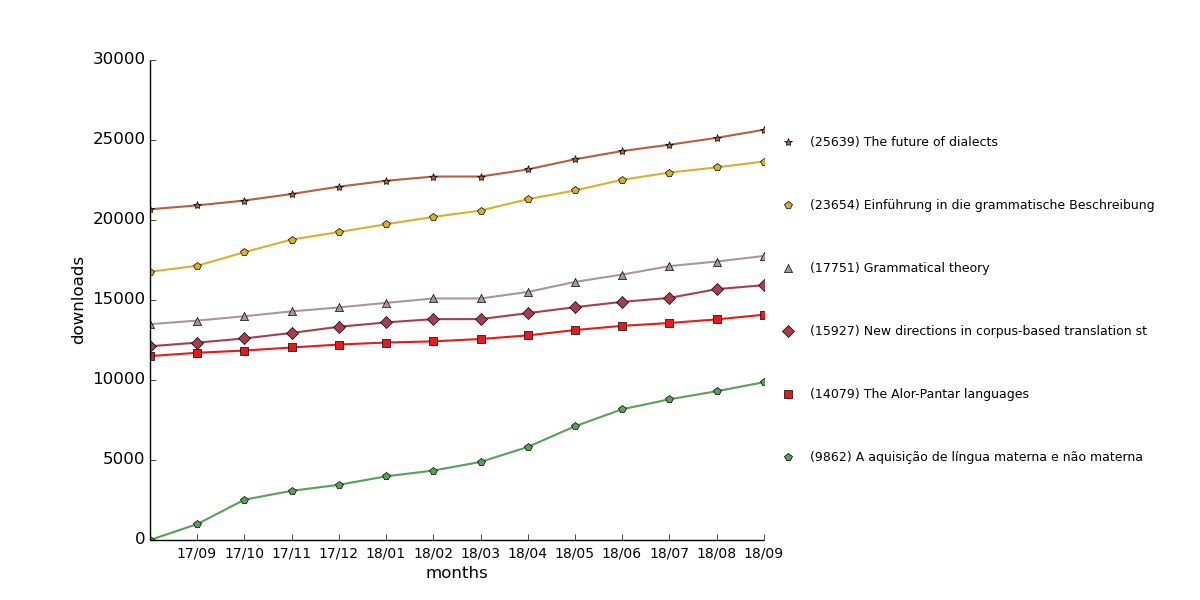 30000
25000
20000
15000
10000
5000
0
downloads
17/09 17/10 17/11 17/12 18/01 18/02 18/03 18/04 18/05 18/06 18/07 18/08 18/09
months
(25639) The future of dialects
(23654) Einführung in die grammatische Beschreibung
(17751) Grammatical theory
(15927) New directions in corpus-based translation st
(14079) The Alor-Pantar languages
(9862) A aquisição de língua materna e não materna